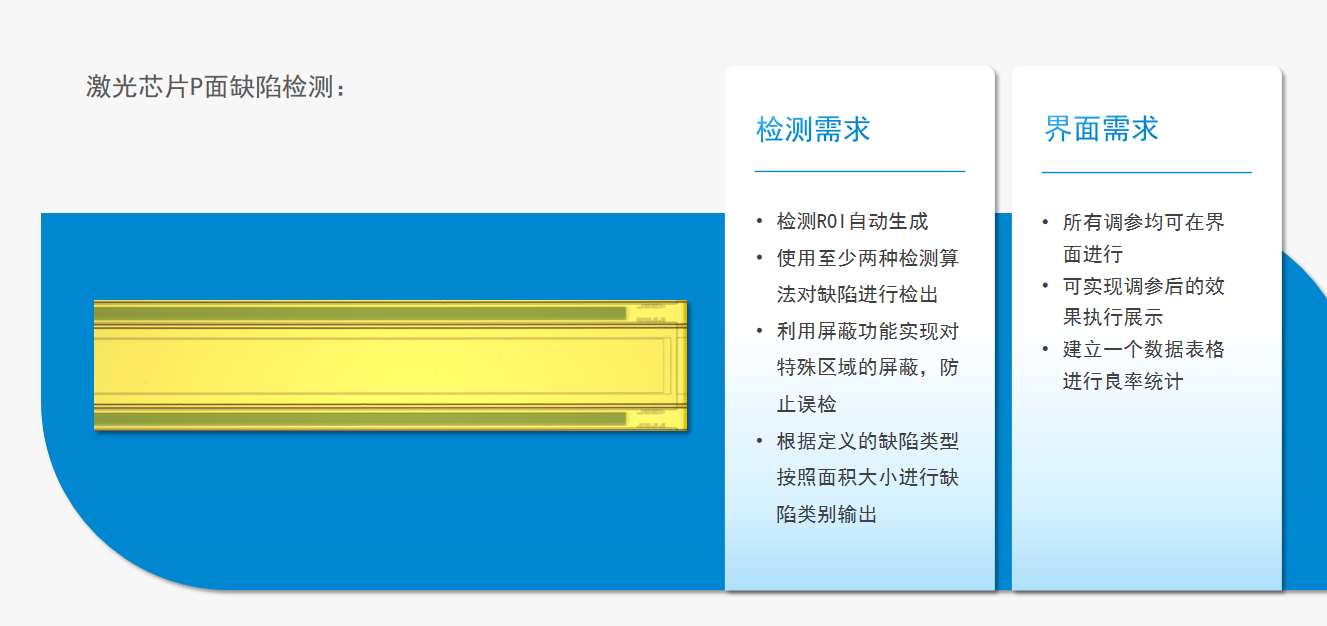 激光芯片P面缺陷检测：
检测需求
• 检测ROI自动生成
• 使用至少两种检测算
法对缺陷进行检出
• 利用屏蔽功能实现对
特殊区域的屏蔽，防
止误检
• 根据定义的缺陷类型
按照面积大小进行缺
陷类别输出
界面需求
• 所有调参均可在界
面进行
• 可实现调参后的效
果执行展示
• 建立一个数据表格
进行良率统计